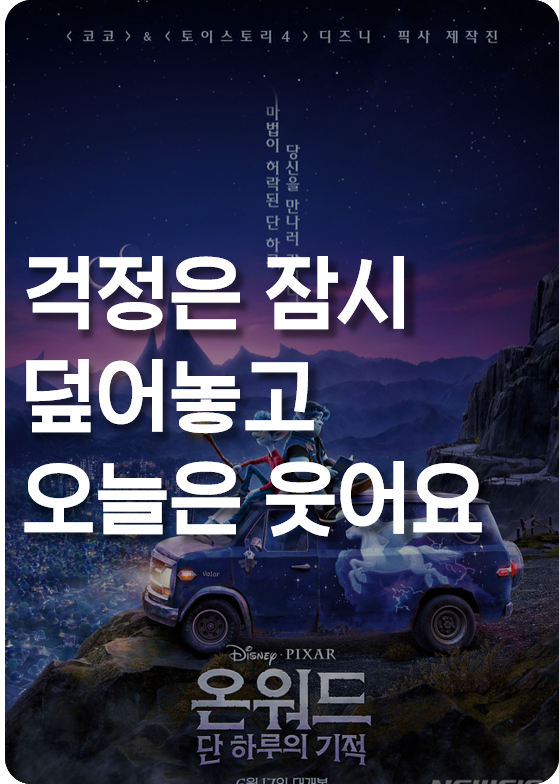 <코코> & <토이스토리4> 디즈니·픽사 제작진
마법이 허락된 단 하
당신을 만나러
걱정은 잠시
덮어놓고
오늘은 웃어요
Valor
Disney·PIXAR
온워드
단 하루의 기적
6월 17일 대개봉
NEWSIS